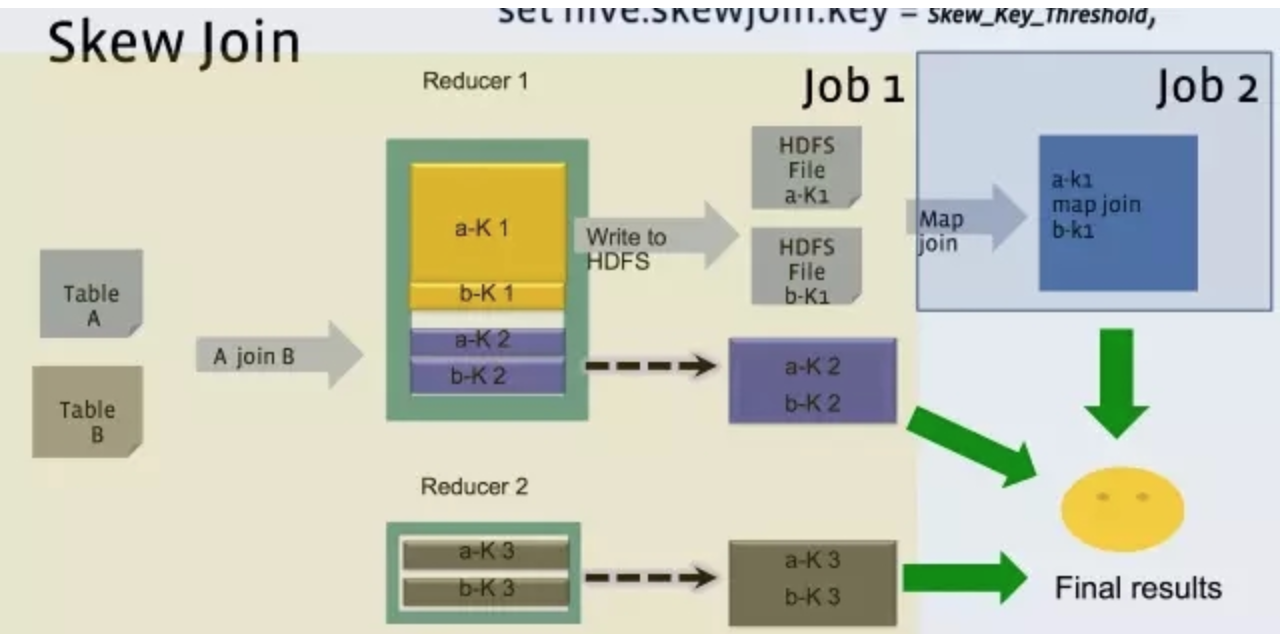 set hive.skewjoin.key = Skew_Key_Threshold;
Skew Join
Reducer 1
Job 1
Job 2
HDFS
File
a-K1
a-K 1
a-k1
map join
b-k1
Map
join
Write to
HDFS
HDFS
File
b-K1
b-K 1
Table
A
A join B
a-K 2
b-K 2
a-K 2
b-K 2
Table
B
Reducer 2
a-K 3
b-K 3
a-K 3
b-K 3
Final results